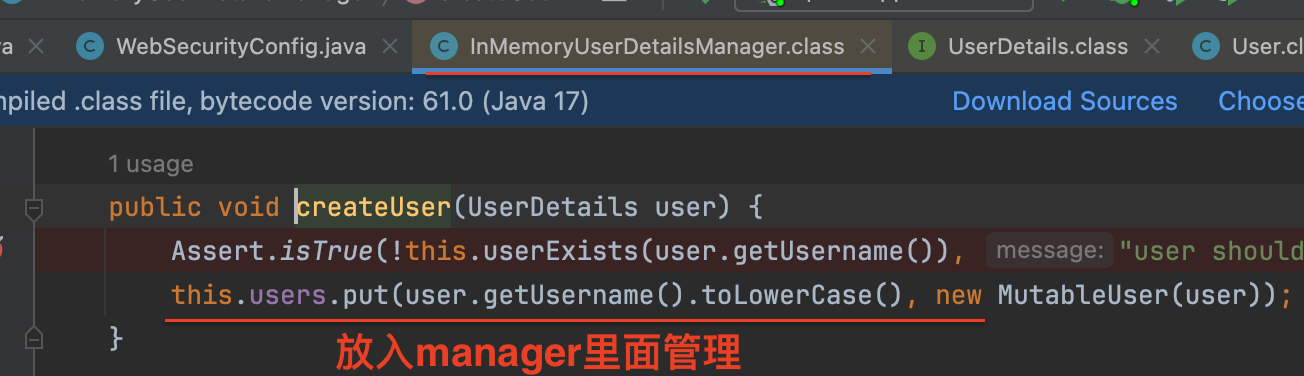 WebSecurityConfig.java InMemoryUserDetailsManager.class UserDetails.class User.cl
mpiled .class file, bytecode version: 61.0 (Java 17) Download Sources Choose
1 usage
public void createUser(UserDetails user) {
Assert.isTrue(!this.userExists(user.getUsername()), message: "user should
this.users.put(user.getUsername().toLowerCase(), new MutableUser(user));
}
放入manager里面管理